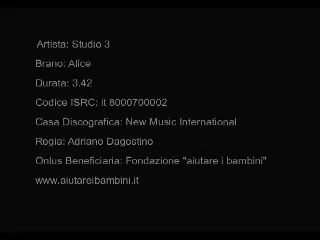 Artista: Studio 3
Brano: Alice
Durata: 3.42
Codice ISRC: It 8000700002
Casa Discografica: New Music International
Regia: Adriano Dagostino
Onlus Beneficiaria: Fondazione "aiutare i bambini"
www.aiutareibambini.it